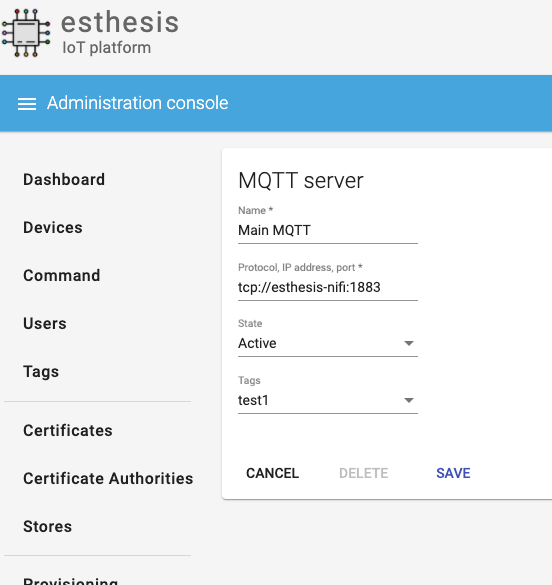 esthesis
IoT platform
Administration console
Dashboard
Devices
Command
Users
Tags
Certificates
Certificate Authorities
Stores
Provisioning
MQTT server
Name *
Main MQTT
Protocol, IP address, port *
tcp://esthesis-nifi:1883
State
Active
Tags
test1
CANCEL DELETE SAVE